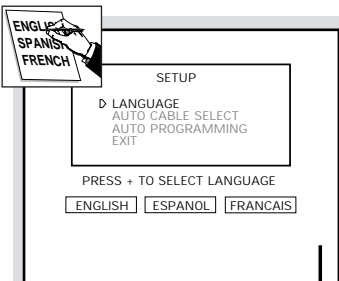 ENGLISH
SPANISH
FRENCH
SETUP
LANGUAGE
AUTO CABLE SELECT
AUTO PROGRAMMING
EXIT
PRESS + TO SELECT LANGUAGE
ENGLISH ESPANOL FRANCAIS